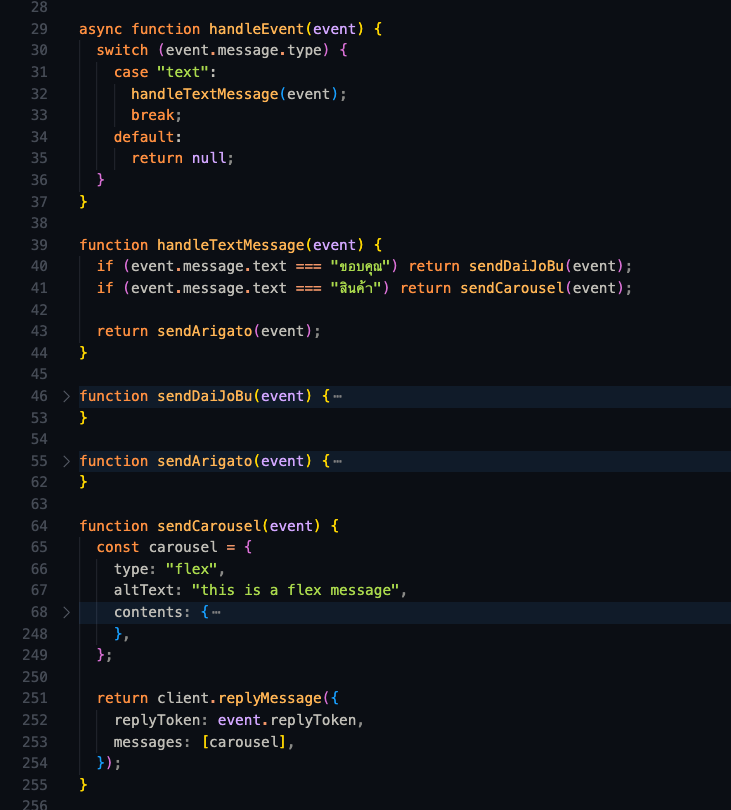 28
29 async function handleEvent(event) {
30   switch (event.message.type) {
31     case "text":
32       handleTextMessage(event);
33       break;
34     default:
35       return null;
36   }
37 }
38
39 function handleTextMessage(event) {
40   if (event.message.text === "ขอบคุณ") return sendDaiJoBu(event);
41   if (event.message.text === "สินค้า") return sendCarousel(event);
42
43   return sendArigato(event);
44 }
45
46 > function sendDaiJoBu(event) {⋯
53 }
54
55 > function sendArigato(event) {⋯
62 }
63
64 function sendCarousel(event) {
65   const carousel = {
66     type: "flex",
67     altText: "this is a flex message",
68 >     contents: {⋯
248     },
249   };
250
251   return client.replyMessage({
252     replyToken: event.replyToken,
253     messages: [carousel],
254   });
255 }
256